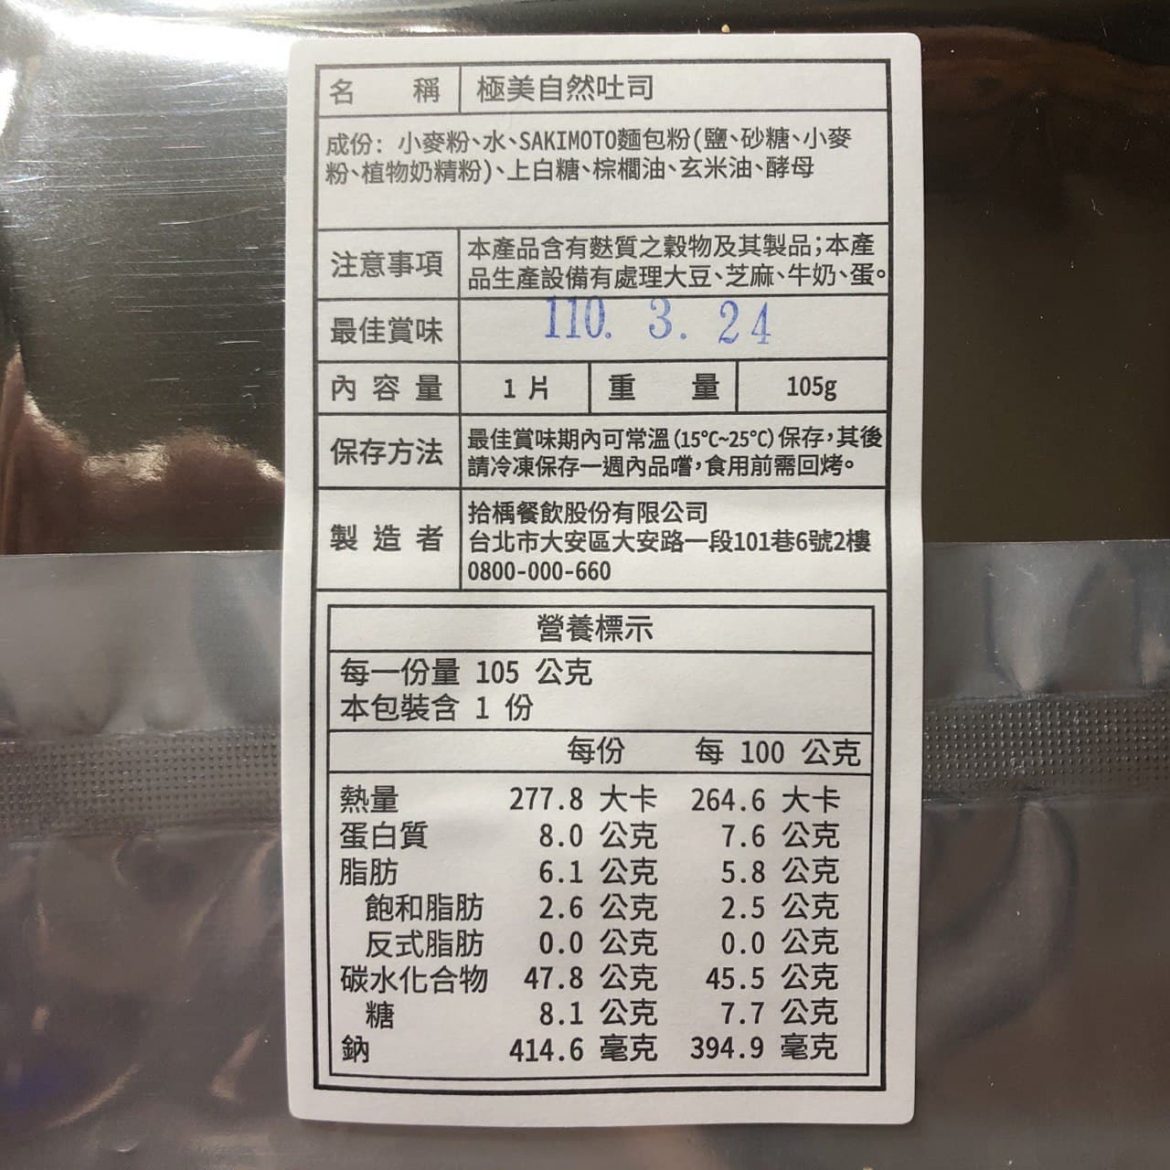 名 稱 極美自然吐司
成份: 小麥粉、水、SAKIMOTO麵包粉(鹽、砂糖、小麥
粉、植物奶精粉)、上白糖、棕櫚油、玄米油、酵母
注意事項
本產品含有麩質之穀物及其製品;本產
品生產設備有處理大豆、芝麻、牛奶、蛋。
最佳賞味 110. 3. 24
內容量 1片 重 量 105g
保存方法
最佳賞味期內可常溫(15℃~25℃)保存,其後
請冷凍保存一週內品嚐,食用前需回烤。
製造者
拾楀餐飲股份有限公司
台北市大安區大安路一段101巷6號2樓
0800-000-660
營養標示
每一份量 105 公克
本包裝含 1 份
每份 每 100 公克
熱量 277.8 大卡 264.6 大卡
蛋白質 8.0 公克 7.6 公克
脂肪 6.1 公克 5.8 公克
飽和脂肪 2.6 公克 2.5 公克
反式脂肪 0.0 公克 0.0 公克
碳水化合物 47.8 公克 45.5 公克
糖 8.1 公克 7.7 公克
鈉 414.6 毫克 394.9 毫克